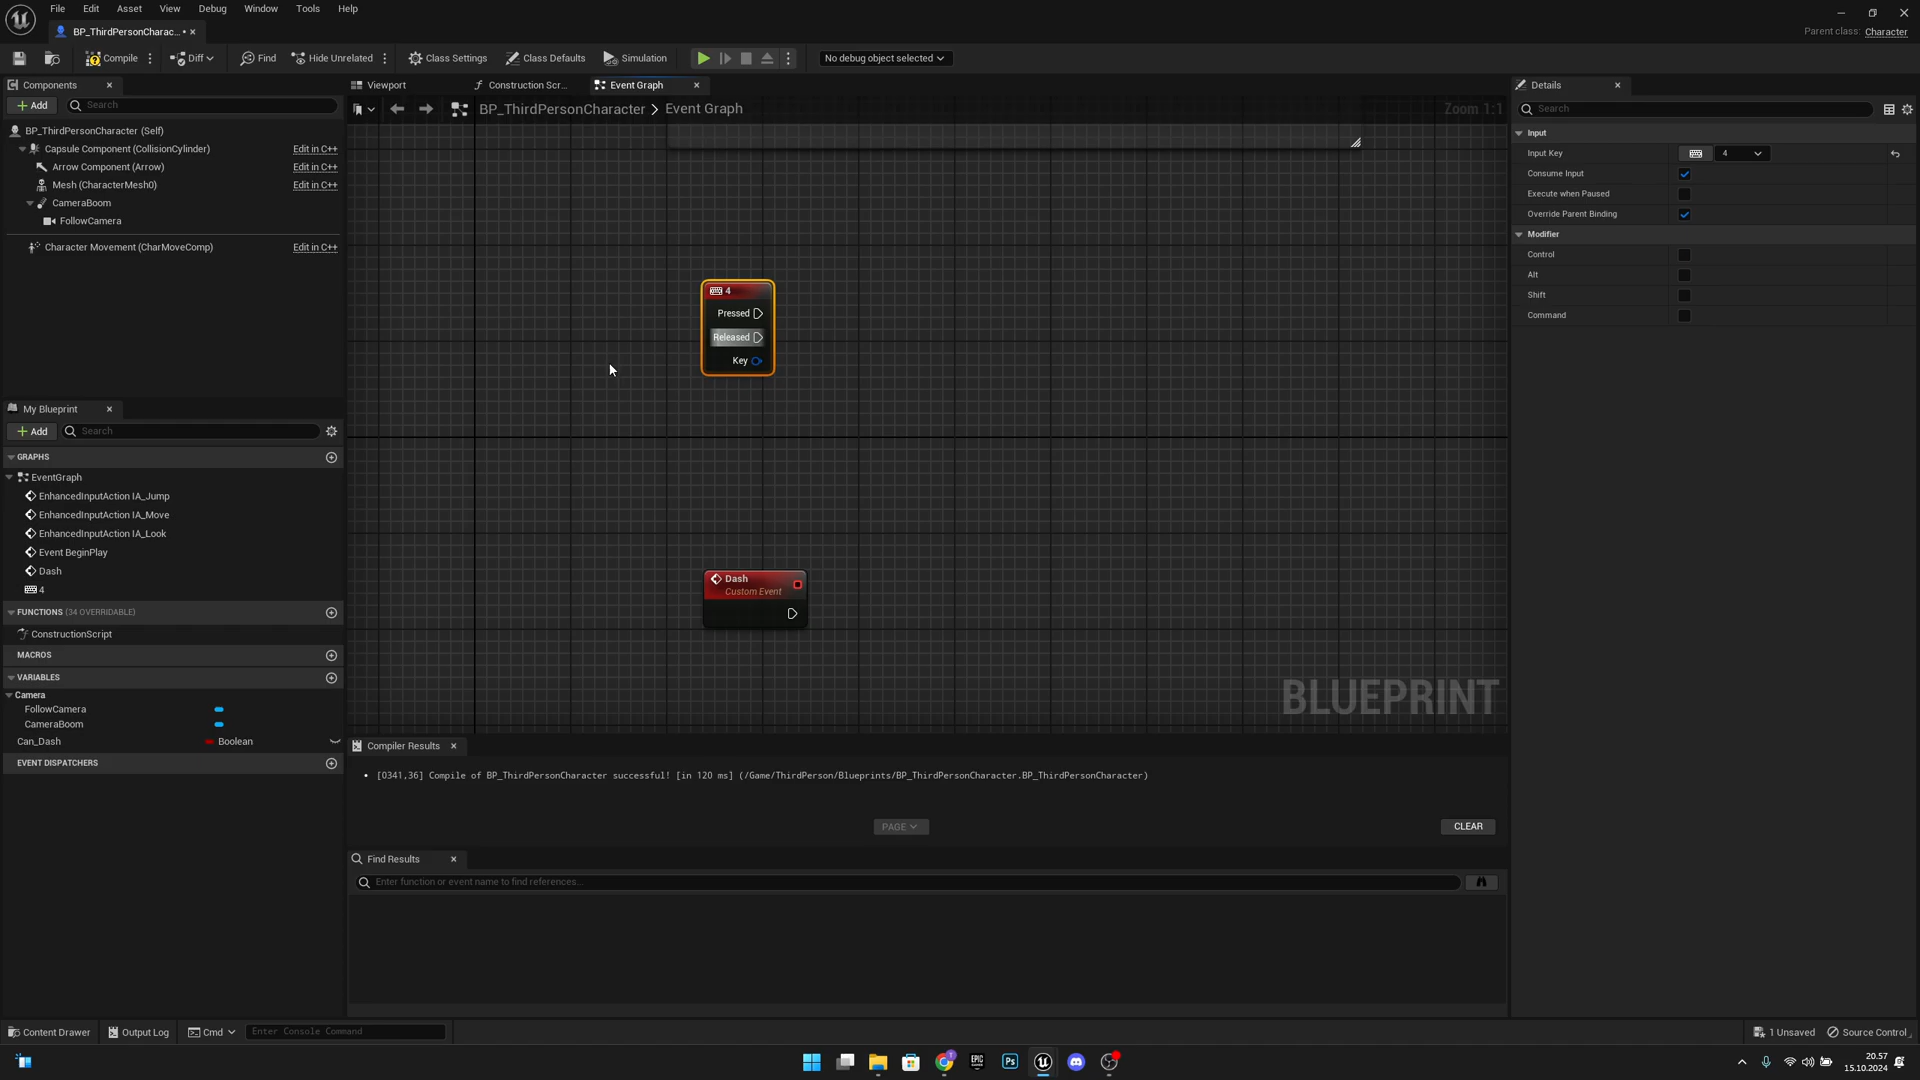 File Edit Asset View Debug Window Tools Help
BP_ThirdPersonCharac... •
Parent class: Character
Compile Diff Find Hide Unrelated Class Settings Class Defaults Simulation No debug object selected
Components
Add Search
BP_ThirdPersonCharacter (Self)
Capsule Component (CollisionCylinder) Edit in C++
Arrow Component (Arrow) Edit in C++
Mesh (CharacterMesh0) Edit in C++
CameraBoom
FollowCamera
Character Movement (CharMoveComp) Edit in C++
My Blueprint
Add Search
GRAPHS
EventGraph
EnhancedInputAction IA_Jump
EnhancedInputAction IA_Move
EnhancedInputAction IA_Look
Event BeginPlay
Dash
4
FUNCTIONS (34 OVERRIDABLE)
ConstructionScript
MACROS
VARIABLES
Camera
FollowCamera
CameraBoom
Can_Dash Boolean
EVENT DISPATCHERS
Viewport Construction Scr... Event Graph
BP_ThirdPersonCharacter > Event Graph Zoom 1:1
4
Pressed
Released
Key
Dash
Custom Event
BLUEPRINT
Compiler Results
• [0341,36] Compile of BP_ThirdPersonCharacter successful! [in 120 ms] (/Game/ThirdPerson/Blueprints/BP_ThirdPersonCharacter.BP_ThirdPersonCharacter)
PAGE CLEAR
Find Results
Enter function or event name to find references...
Details
Search
Input
Input Key 4
Consume Input
Execute when Paused
Override Parent Binding
Modifier
Control
Alt
Shift
Command
Content Drawer Output Log Cmd Enter Console Command 1 Unsaved Source Control
EPIC GAMES
Ps
20.57
15.10.2024